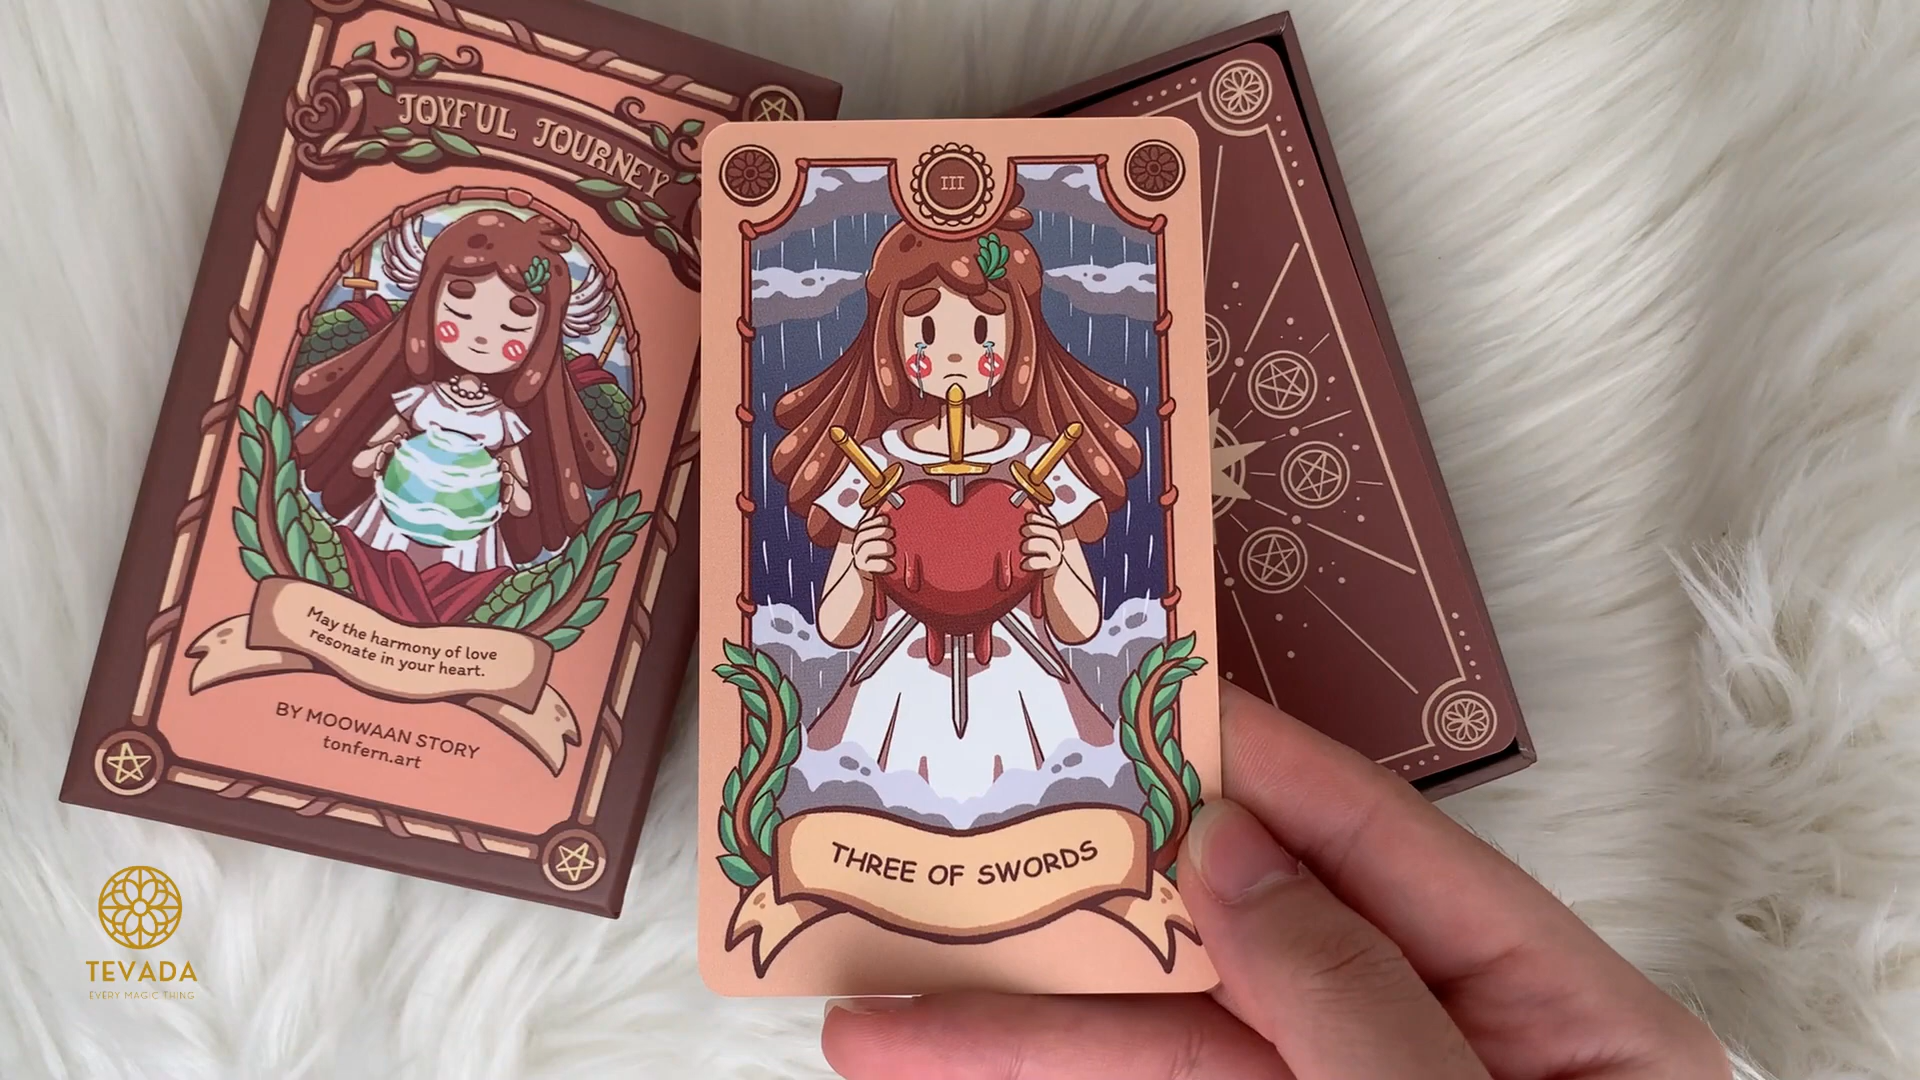 JOYFUL JOURNEY
May the harmony of love
resonate in your heart.
BY MOOWAAN STORY
tonfern.art
III
THREE OF SWORDS
TEVADA
EVERY MAGIC THING